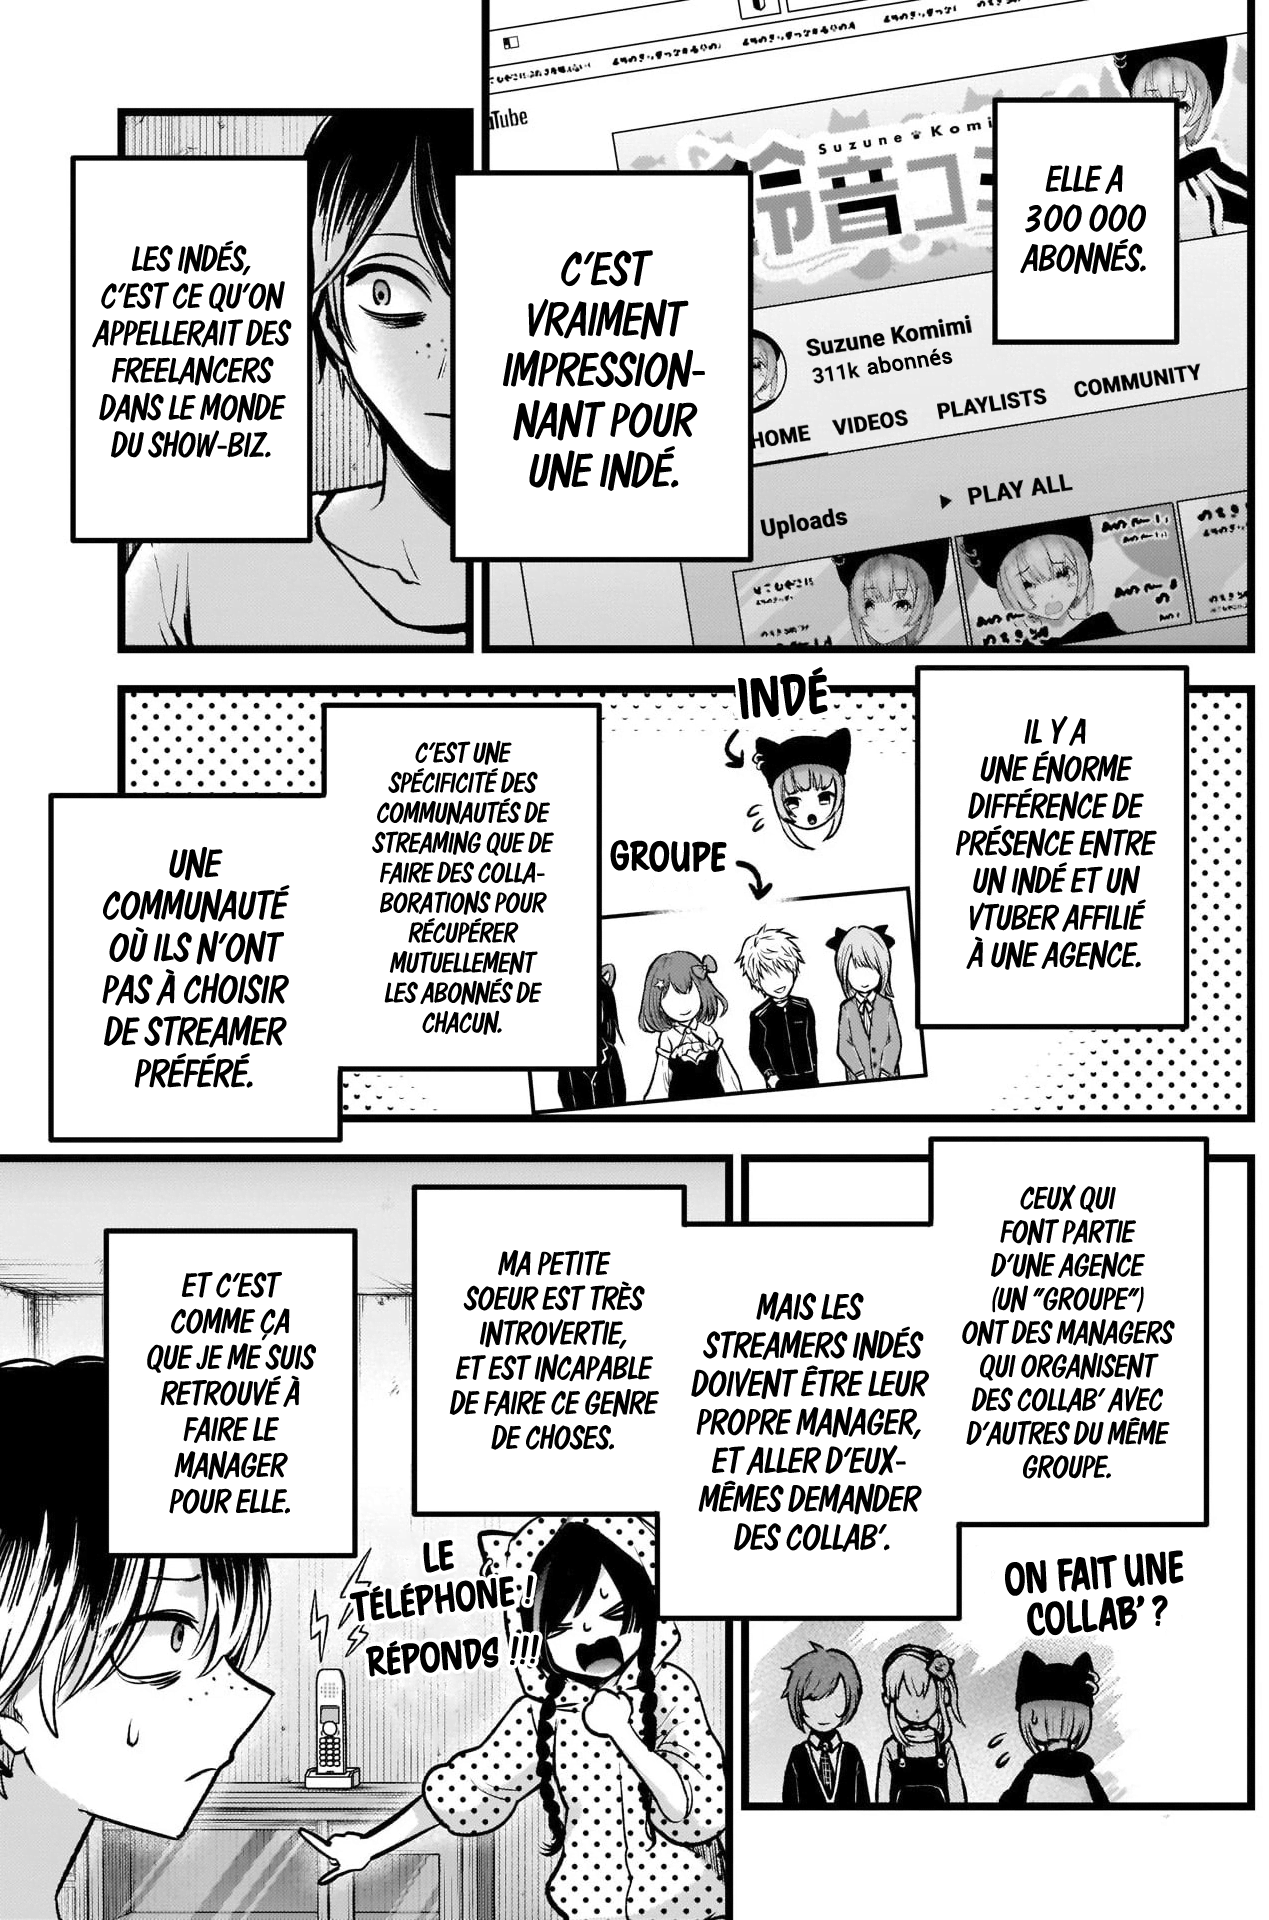 ELLE A
300 000
ABONNÉS.
uTube
Suzune Komi
鈴音コミ
Suzune Komimi
311k abonnés
HOME VIDEOS PLAYLISTS COMMUNITY
Uploads
PLAY ALL
C'EST
VRAIMENT
IMPRESSION-
NANT POUR
UNE INDÉ.
LES INDÉS,
C'EST CE QU'ON
APPELLERAIT DES
FREELANCERS
DANS LE MONDE
DU SHOW-BIZ.
IL Y A
UNE ÉNORME
DIFFÉRENCE DE
PRÉSENCE ENTRE
UN INDÉ ET UN
VTUBER AFFILIÉ
À UNE AGENCE.
INDÉ
GROUPE
C'EST UNE
SPÉCIFICITÉ DES
COMMUNAUTÉS DE
STREAMING QUE DE
FAIRE DES COLLA-
BORATIONS POUR
RÉCUPÉRER
MUTUELLEMENT
LES ABONNÉS DE
CHACUN.
UNE
COMMUNAUTÉ
OÙ ILS N'ONT
PAS À CHOISIR
DE STREAMER
PRÉFÉRÉ.
CEUX QUI
FONT PARTIE
D'UNE AGENCE
(UN "GROUPE")
ONT DES MANAGERS
QUI ORGANISENT
DES COLLAB' AVEC
D'AUTRES DU MÊME
GROUPE.
MAIS LES
STREAMERS INDÉS
DOIVENT ÊTRE LEUR
PROPRE MANAGER,
ET ALLER D'EUX-
MÊMES DEMANDER
DES COLLAB'.
ON FAIT UNE
COLLAB' ?
MA PETITE
SOEUR EST TRÈS
INTROVERTIE,
ET EST INCAPABLE
DE FAIRE CE GENRE
DE CHOSES.
ET C'EST
COMME ÇA
QUE JE ME SUIS
RETROUVÉ À
FAIRE LE
MANAGER
POUR ELLE.
LE
TÉLÉPHONE !
RÉPONDS !!!